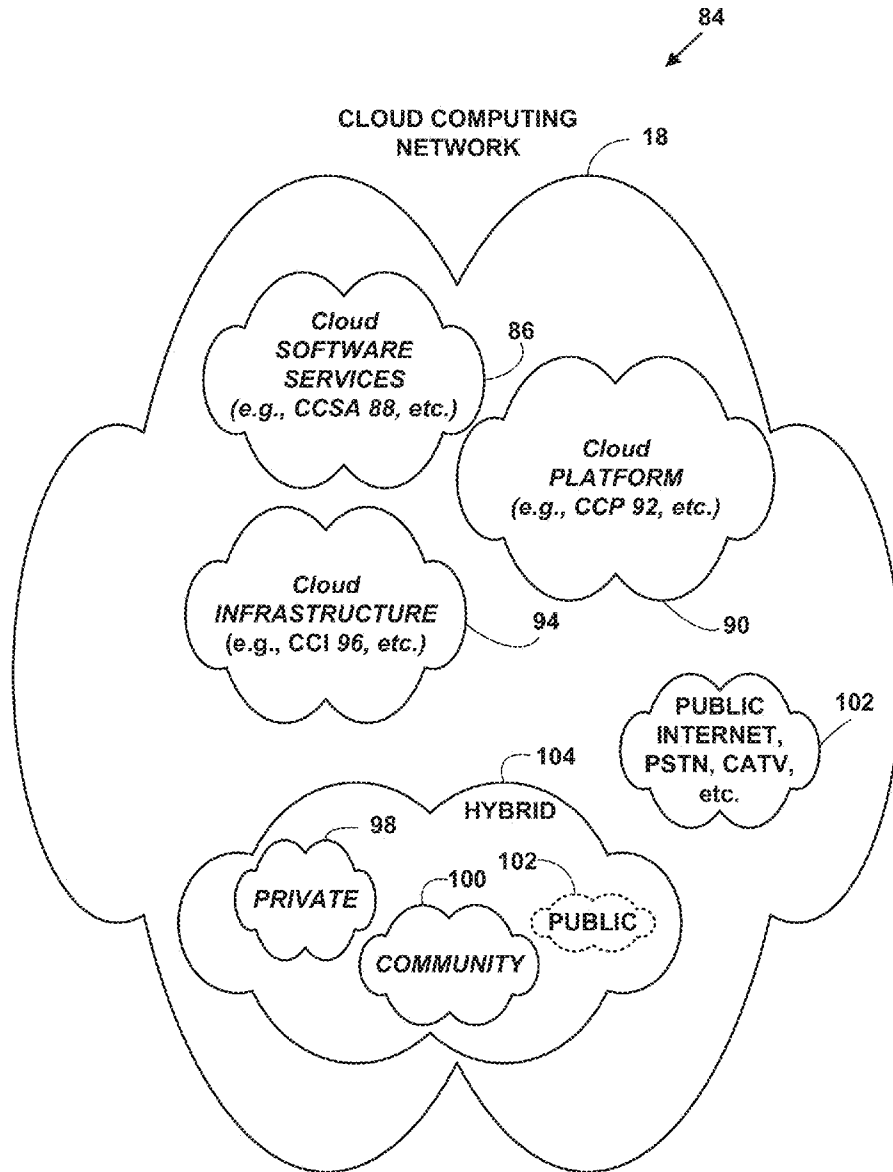 84
CLOUD COMPUTING
NETWORK
18
Cloud
SOFTWARE
SERVICES
(e.g., CCSA 88, etc.)
86
Cloud
PLATFORM
(e.g., CCP 92, etc.)
90
Cloud
INFRASTRUCTURE
(e.g., CCI 96, etc.)
94
PUBLIC
INTERNET,
PSTN, CATV,
etc.
102
104
HYBRID
98
PRIVATE
100
COMMUNITY
102
PUBLIC